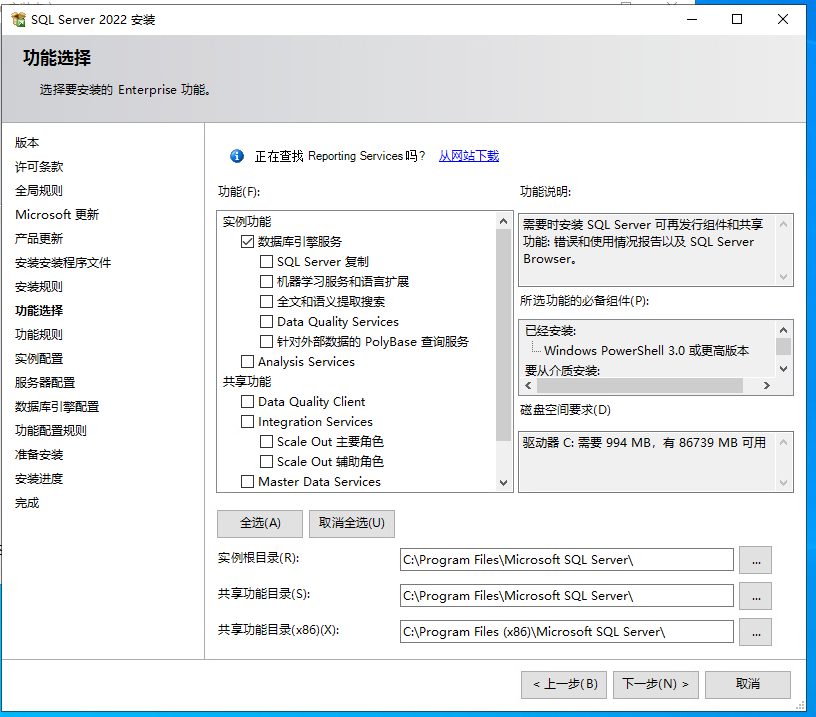 SQL Server 2022 安装
功能选择
选择要安装的 Enterprise 功能。
版本
许可条款
全局规则
Microsoft 更新
产品更新
安装安装程序文件
安装规则
功能选择
功能规则
实例配置
服务器配置
数据库引擎配置
功能配置规则
准备安装
安装进度
完成
正在查找 Reporting Services吗? 从网站下载
功能(F):
实例功能
数据库引擎服务
SQL Server 复制
机器学习服务和语言扩展
全文和语义提取搜索
Data Quality Services
针对外部数据的 PolyBase 查询服务
Analysis Services
共享功能
Data Quality Client
Integration Services
Scale Out 主要角色
Scale Out 辅助角色
Master Data Services
功能说明:
需要时安装 SQL Server 可再发行组件和共享
功能: 错误和使用情况报告以及 SQL Server
Browser。
所选功能的必备组件(P):
已经安装:
Windows PowerShell 3.0 或更高版本
要从介质安装:
磁盘空间要求(D)
驱动器 C: 需要 994 MB，有 86739 MB 可用
全选(A) 取消全选(U)
实例根目录(R): C:\Program Files\Microsoft SQL Server\ ...
共享功能目录(S): C:\Program Files\Microsoft SQL Server\ ...
共享功能目录(x86)(X): C:\Program Files (x86)\Microsoft SQL Server\ ...
< 上一步(B) 下一步(N) > 取消